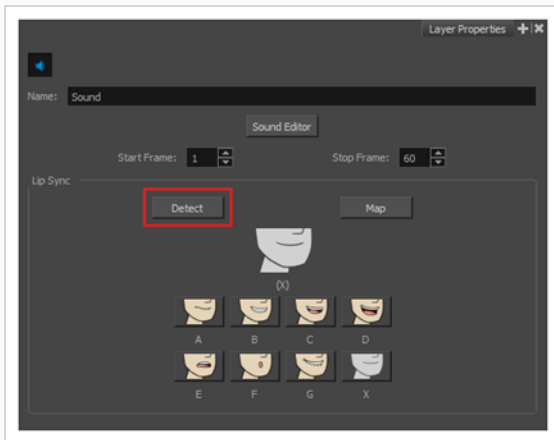 Layer Properties
Name: Sound
Sound Editor
Start Frame: 1 Stop Frame: 60
Lip Sync
Detect Map
(X)
A B C D
E F G X